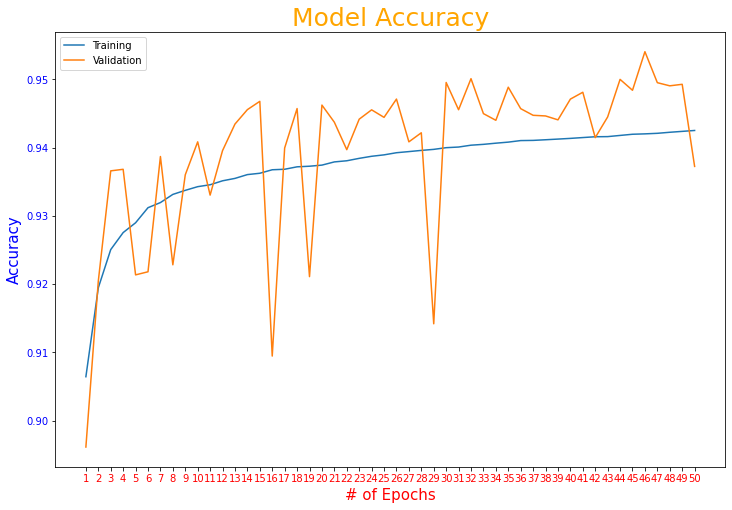 Model Accuracy
Training
Validation
Accuracy
0.95
0.94
0.93
0.92
0.91
0.90
1 2 3 4 5 6 7 8 9 10 11 12 13 14 15 16 17 18 19 20 21 22 23 24 25 26 27 28 29 30 31 32 33 34 35 36 37 38 39 40 41 42 43 44 45 46 47 48 49 50
# of Epochs